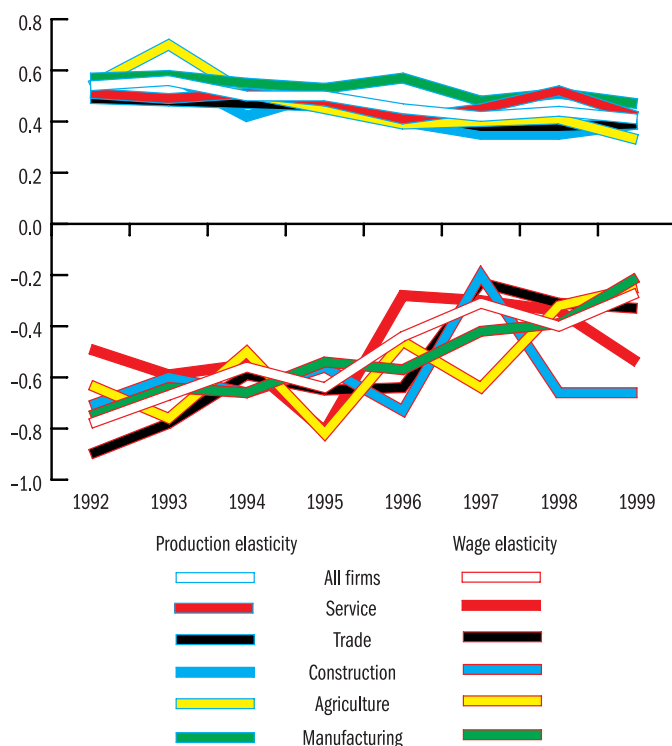 0.8
0.6
0.4
0.2
0.0
−0.2
−0.4
−0.6
−0.8
−1.0
1992 1993 1994 1995 1996 1997 1998 1999
Production elasticity Wage elasticity
All firms
Service
Trade
Construction
Agriculture
Manufacturing